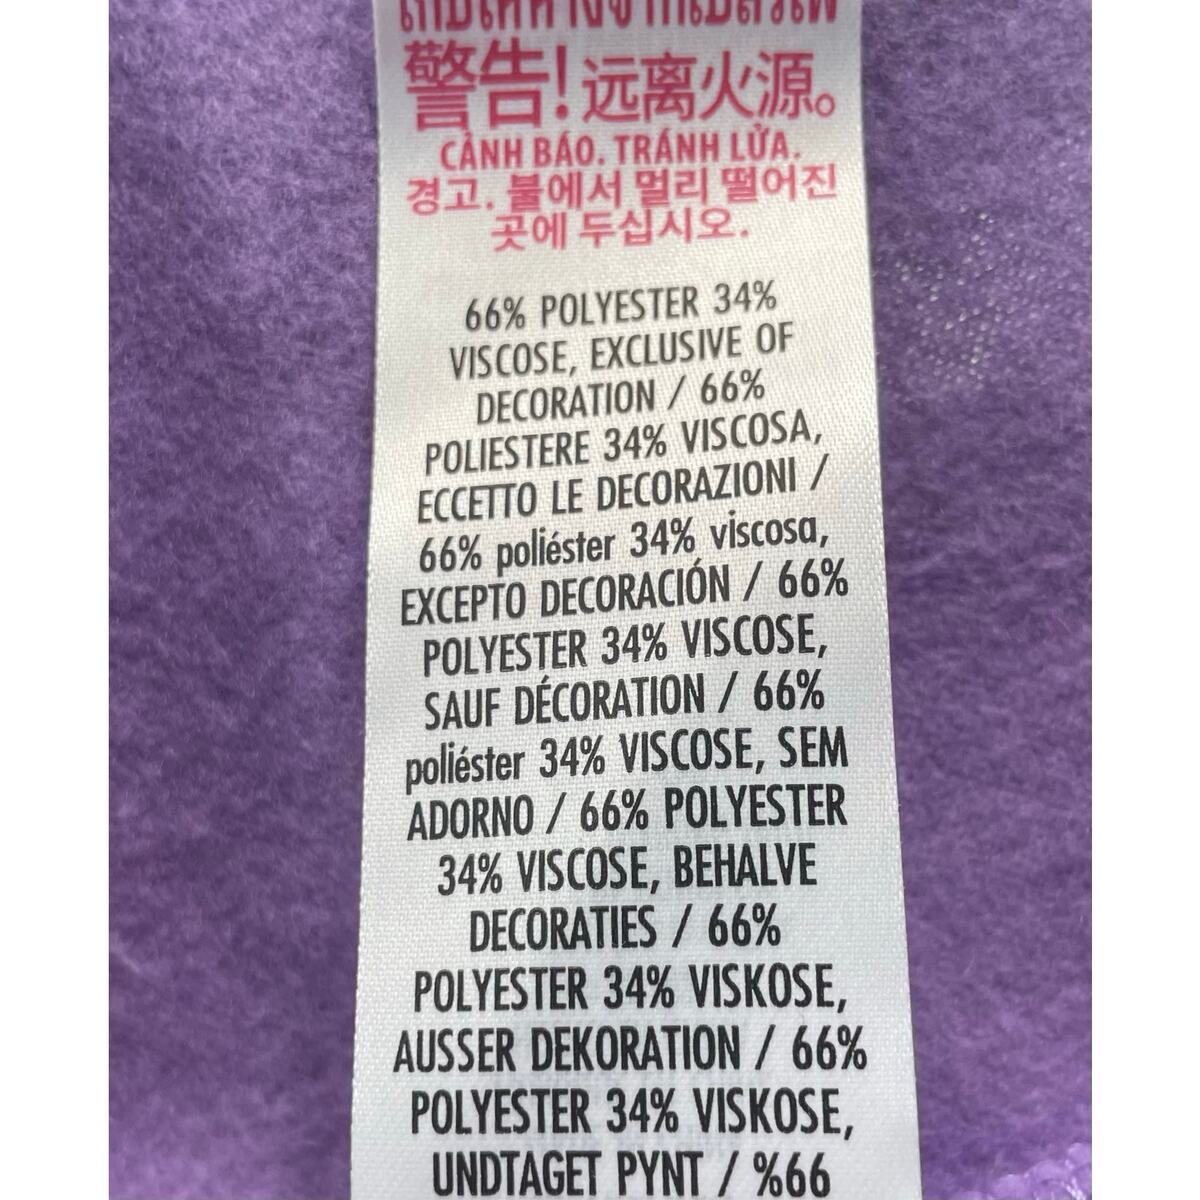 警告!远离火源。
CẢNH BÁO. TRÁNH LỬA.
경고. 불에서 멀리 떨어진
곳에 두십시오.
66% POLYESTER 34%
VISCOSE, EXCLUSIVE OF
DECORATION / 66%
POLIESTERE 34% VISCOSA,
ECCETTO LE DECORAZIONI /
66% poliéster 34% viscosa,
EXCEPTO DECORACIÓN / 66%
POLYESTER 34% VISCOSE,
SAUF DÉCORATION / 66%
poliéster 34% VISCOSE, SEM
ADORNO / 66% POLYESTER
34% VISCOSE, BEHALVE
DECORATIES / 66%
POLYESTER 34% VISKOSE,
AUSSER DEKORATION / 66%
POLYESTER 34% VISKOSE,
UNDTAGET PYNT / %66